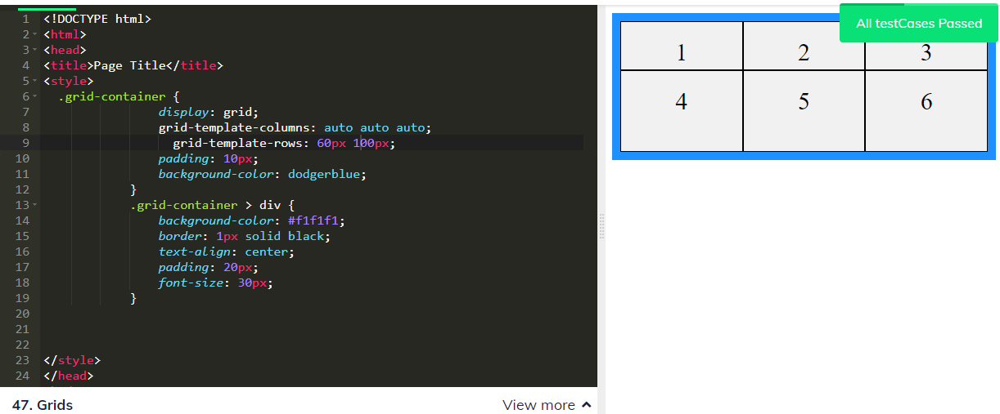 1 <!DOCTYPE html>
2 <html>
3 <head>
4 <title>Page Title</title>
5 <style>
6 .grid-container {
7 display: grid;
8 grid-template-columns: auto auto auto;
9 grid-template-rows: 60px 100px;
10 padding: 10px;
11 background-color: dodgerblue;
12 }
13 .grid-container > div {
14 background-color: #f1f1f1;
15 border: 1px solid black;
16 text-align: center;
17 padding: 20px;
18 font-size: 30px;
19 }
20
21
22
23 </style>
24 </head>
47. Grids
View more
All testCases Passed
1 2 3
4 5 6